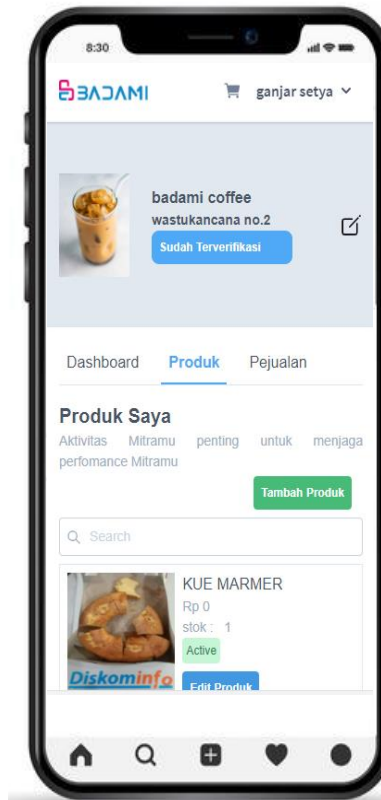 8:30
BADAMI
ganjar setya
badami coffee
wastukancana no.2
Sudah Terverifikasi
Dashboard Produk Pejualan
Produk Saya
Aktivitas Mitramu penting untuk menjaga
perfomance Mitramu
Tambah Produk
Search
KUE MARMER
Rp 0
stok : 1
Active
Diskominfo
Edit Produk